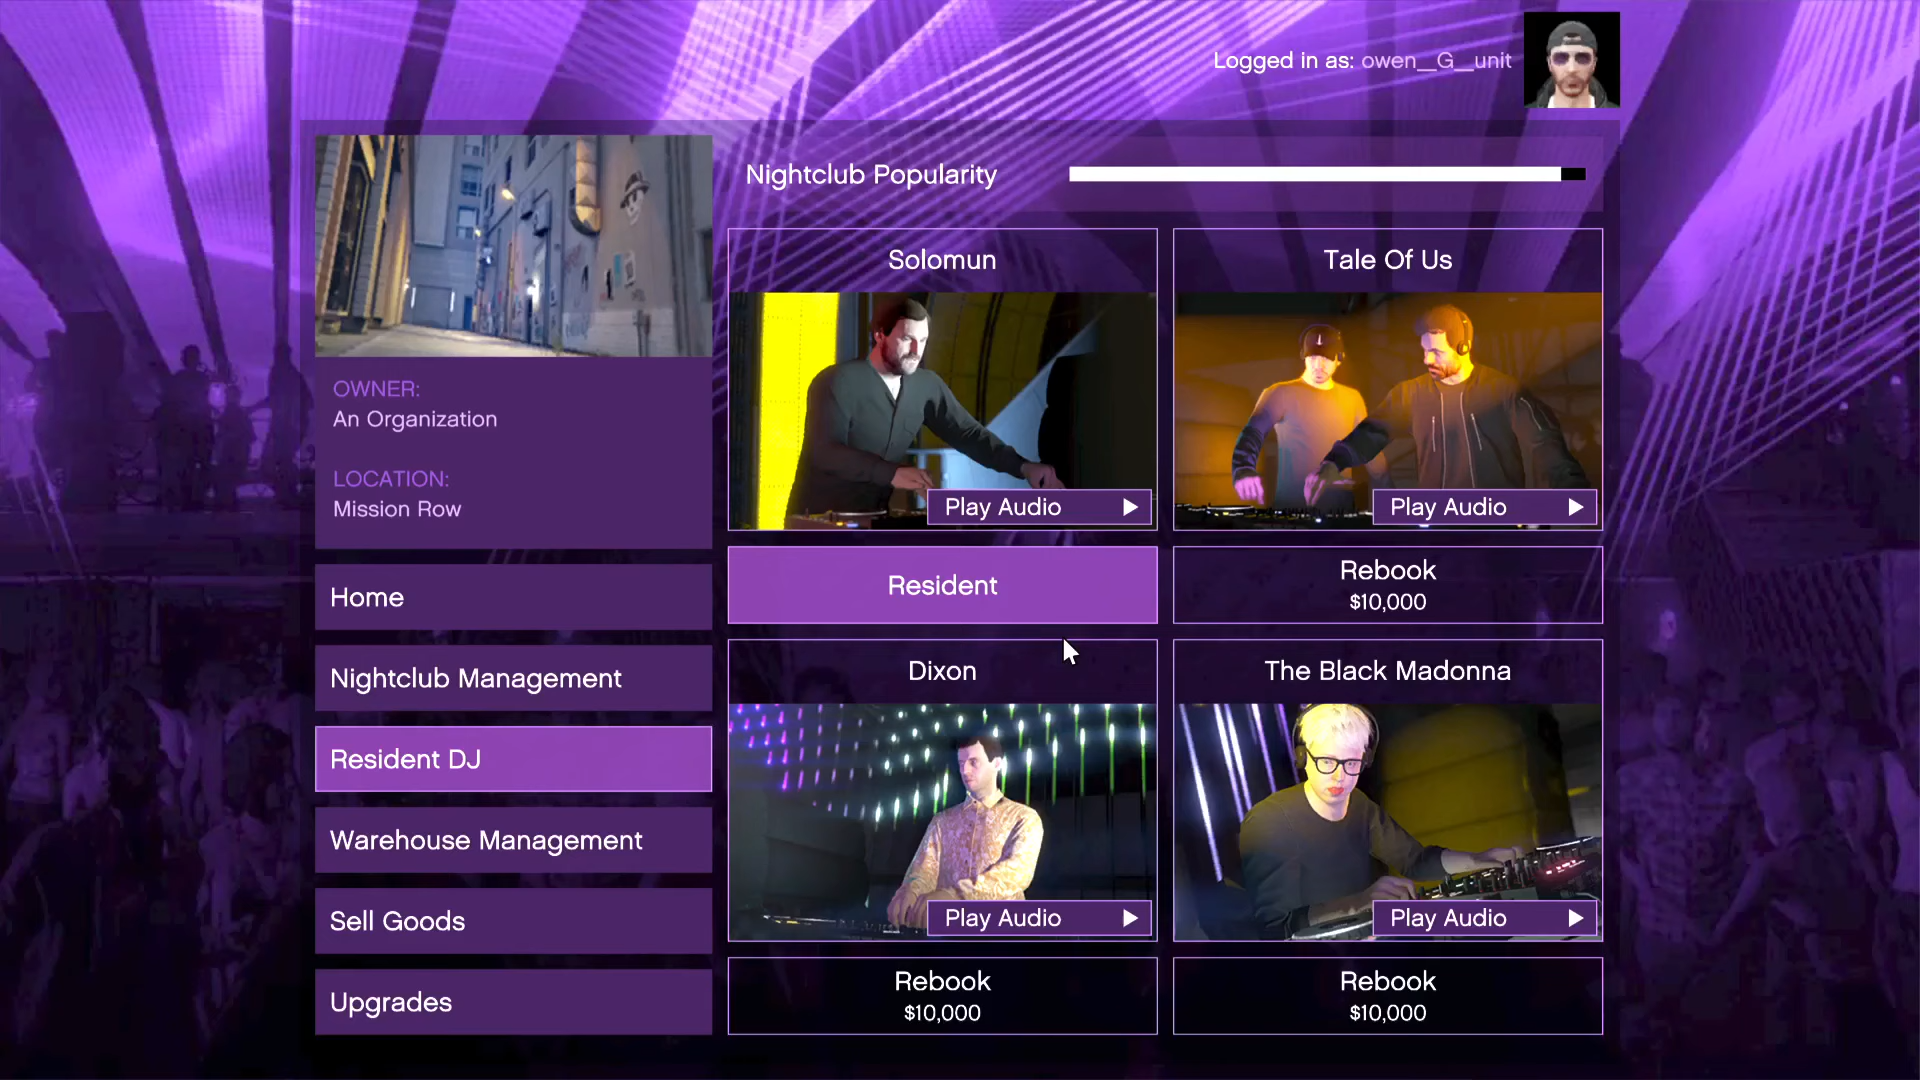 Logged in as: owen__G__unit
Nightclub Popularity
OWNER:
An Organization
LOCATION:
Mission Row
Home
Nightclub Management
Resident DJ
Warehouse Management
Sell Goods
Upgrades
Solomun
Play Audio
Resident
Tale Of Us
Play Audio
Rebook
$10,000
Dixon
Play Audio
Rebook
$10,000
The Black Madonna
Play Audio
Rebook
$10,000